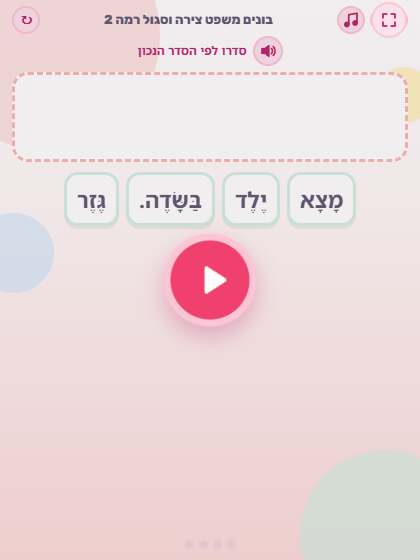 בונים משפט צירה וסגול רמה 2
סדרו לפי הסדר הנכון
מָצָא יֶלֶד בַּשָּׂדֶה. גֶּזֶר